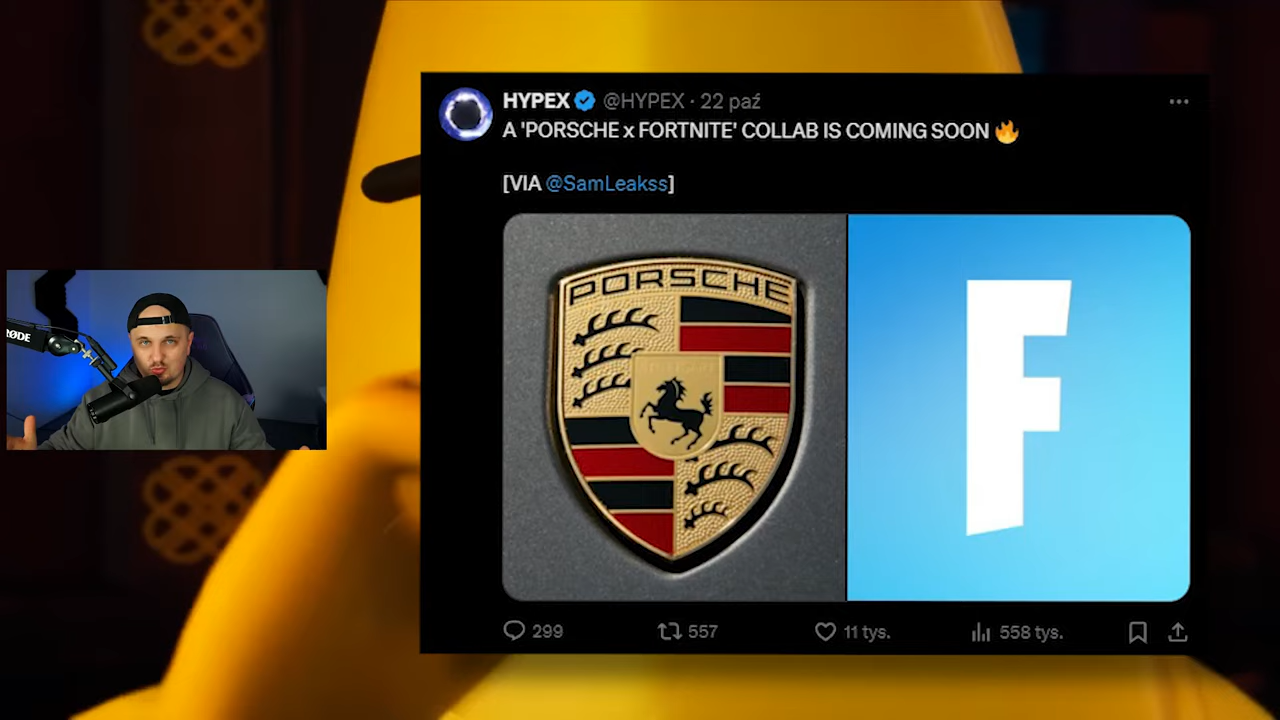 HYPEX @HYPEX · 22 paź
A 'PORSCHE x FORTNITE' COLLAB IS COMING SOON 🔥
[VIA @SamLeakss]
PORSCHE
F
RØDE
299 557 11 tys. 558 tys.